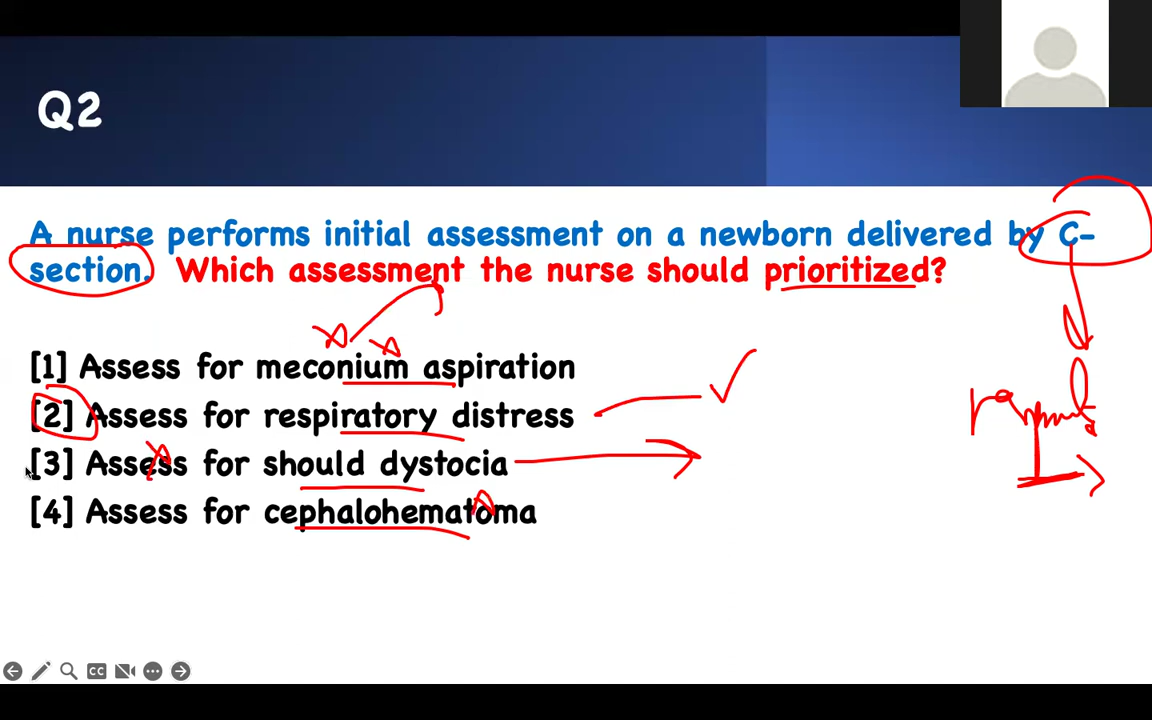 Q2
A nurse performs initial assessment on a newborn delivered by C-
section. Which assessment the nurse should prioritized?
[1] Assess for meconium aspiration
[2] Assess for respiratory distress
[3] Assess for should dystocia
[4] Assess for cephalohematoma
CC